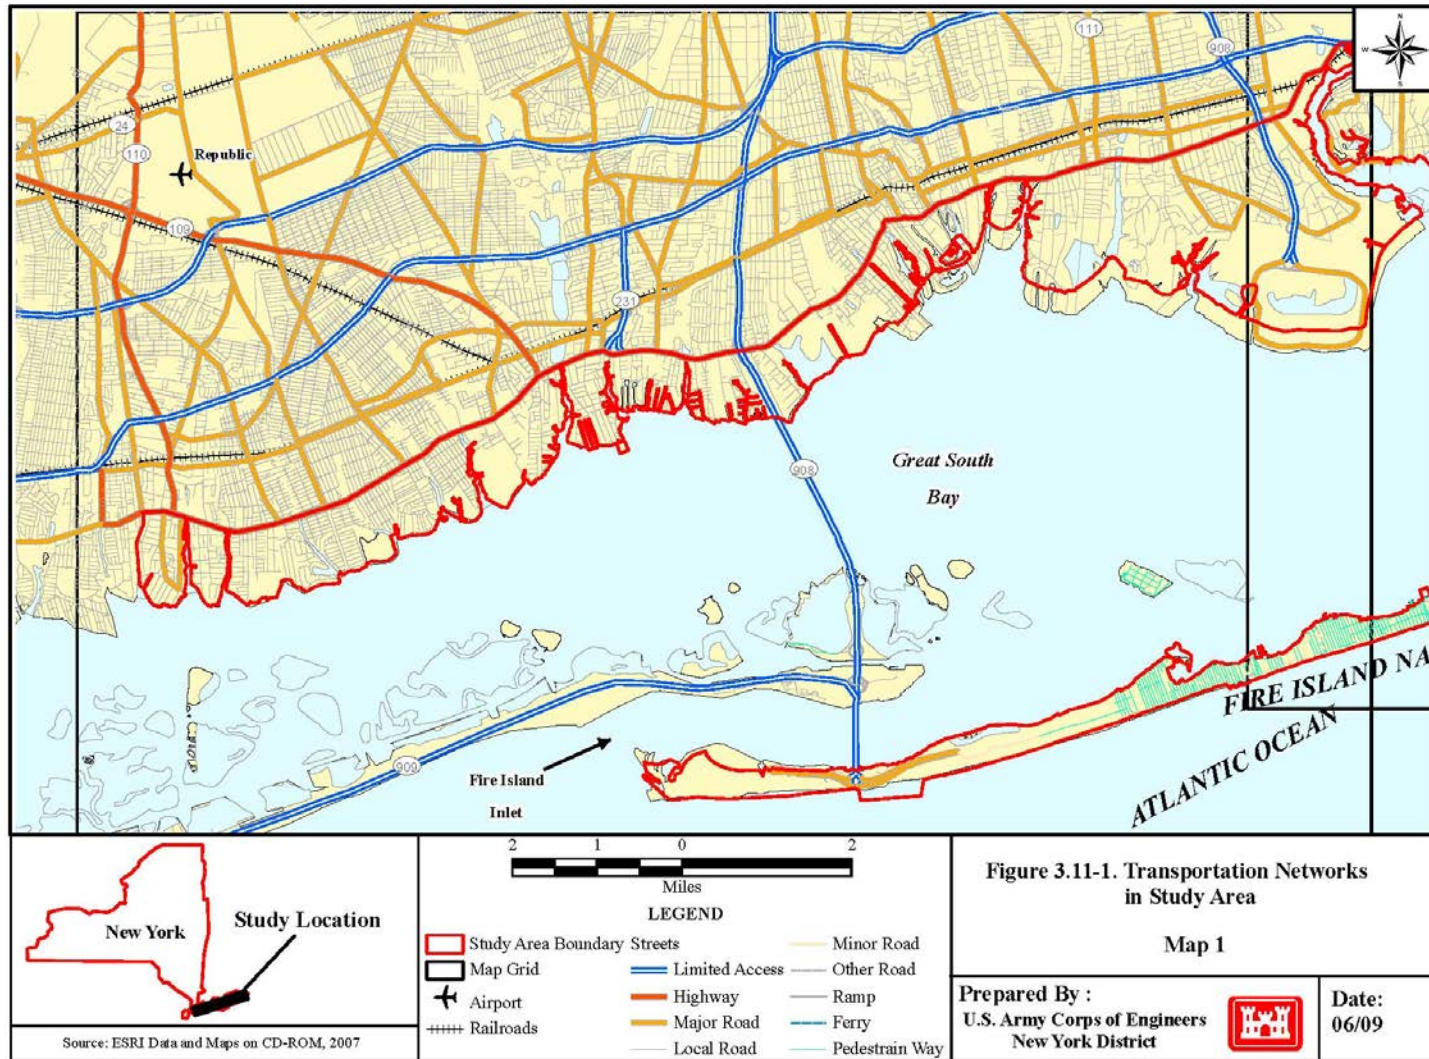 111
908
N
W
E
S
24
110
Republic
109
231
Great South
Bay
908
FIRE ISLAND NA
ATLANTIC OCEAN
909
Fire Island
Inlet
New York
Study Location
Source: ESRI Data and Maps on CD-ROM, 2007
2 1 0 2
Miles
LEGEND
Study Area Boundary
Map Grid
Airport
Railroads
Streets
Limited Access
Highway
Major Road
Local Road
Minor Road
Other Road
Ramp
Ferry
Pedestrain Way
Figure 3.11-1. Transportation Networks
in Study Area
Map 1
Prepared By :
U.S. Army Corps of Engineers
New York District
Date:
06/09